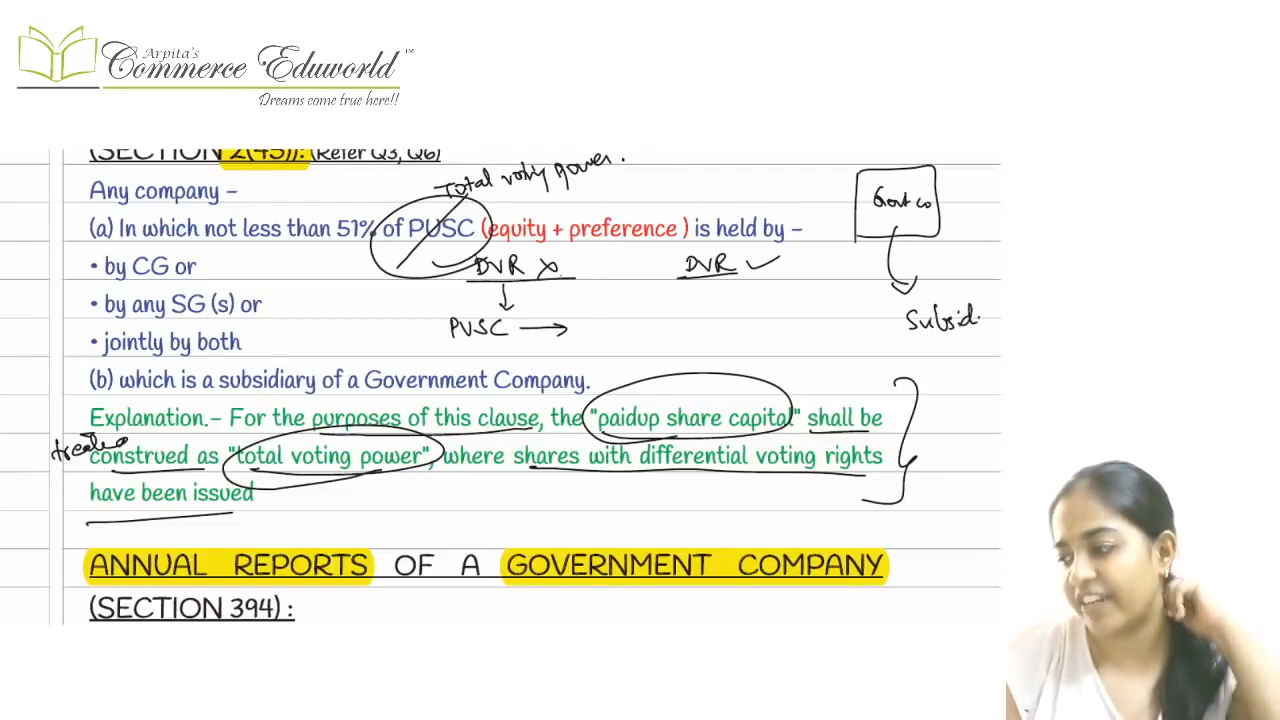 Arpita's
Commerce Eduworld™
Dreams come true here!!
(SECTION 2(45)): (Refer Q3, Q6)
Total voting power.
Any company –
(a) In which not less than 51% of PUSC (equity + preference ) is held by –
Govt co
• by CG or
DVR ×
DVR ✓
• by any SG (s) or
PUSC →
Subsid.
• jointly by both
(b) which is a subsidiary of a Government Company.
Explanation.– For the purposes of this clause, the "paidup share capital" shall be
construed as "total voting power", where shares with differential voting rights
have been issued
ANNUAL REPORTS OF A GOVERNMENT COMPANY
(SECTION 394) :